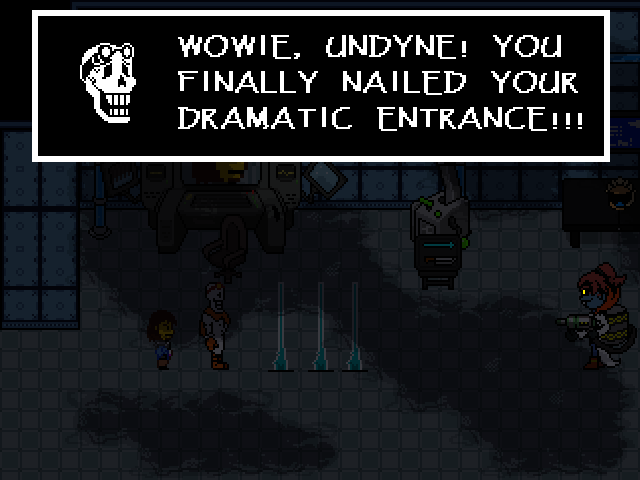 WOWIE, UNDYNE! YOU
FINALLY NAILED YOUR
DRAMATIC ENTRANCE!!!